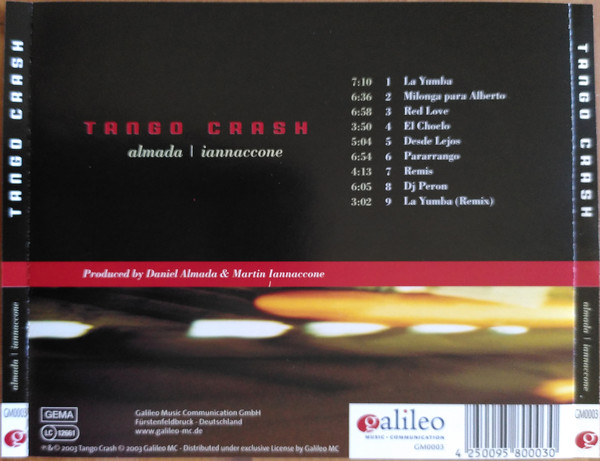 TANGO CRASH
almada | iannaccone
GM0003
TANGO CRASH
almada | iannaccone
7:10 1 La Yumba
6:36 2 Milonga para Alberto
6:58 3 Red Love
3:50 4 El Choclo
5:04 5 Desde Lejos
6:54 6 Pararrango
4:13 7 Remis
6:05 8 Dj Peron
3:02 9 La Yumba (Remix)
Produced by Daniel Almada & Martin Iannaccone
GEMA
LC 12661
Galileo Music Communication GmbH
Fürstenfeldbruck - Deutschland
www.galileo-mc.de
℗&© 2003 Tango Crash © 2003 Galileo MC - Distributed under exclusive License by Galileo MC
galileo
MUSIC COMMUNICATION
GM0003
4 250095 800030
TANGO CRASH
almada | iannaccone
GM0003